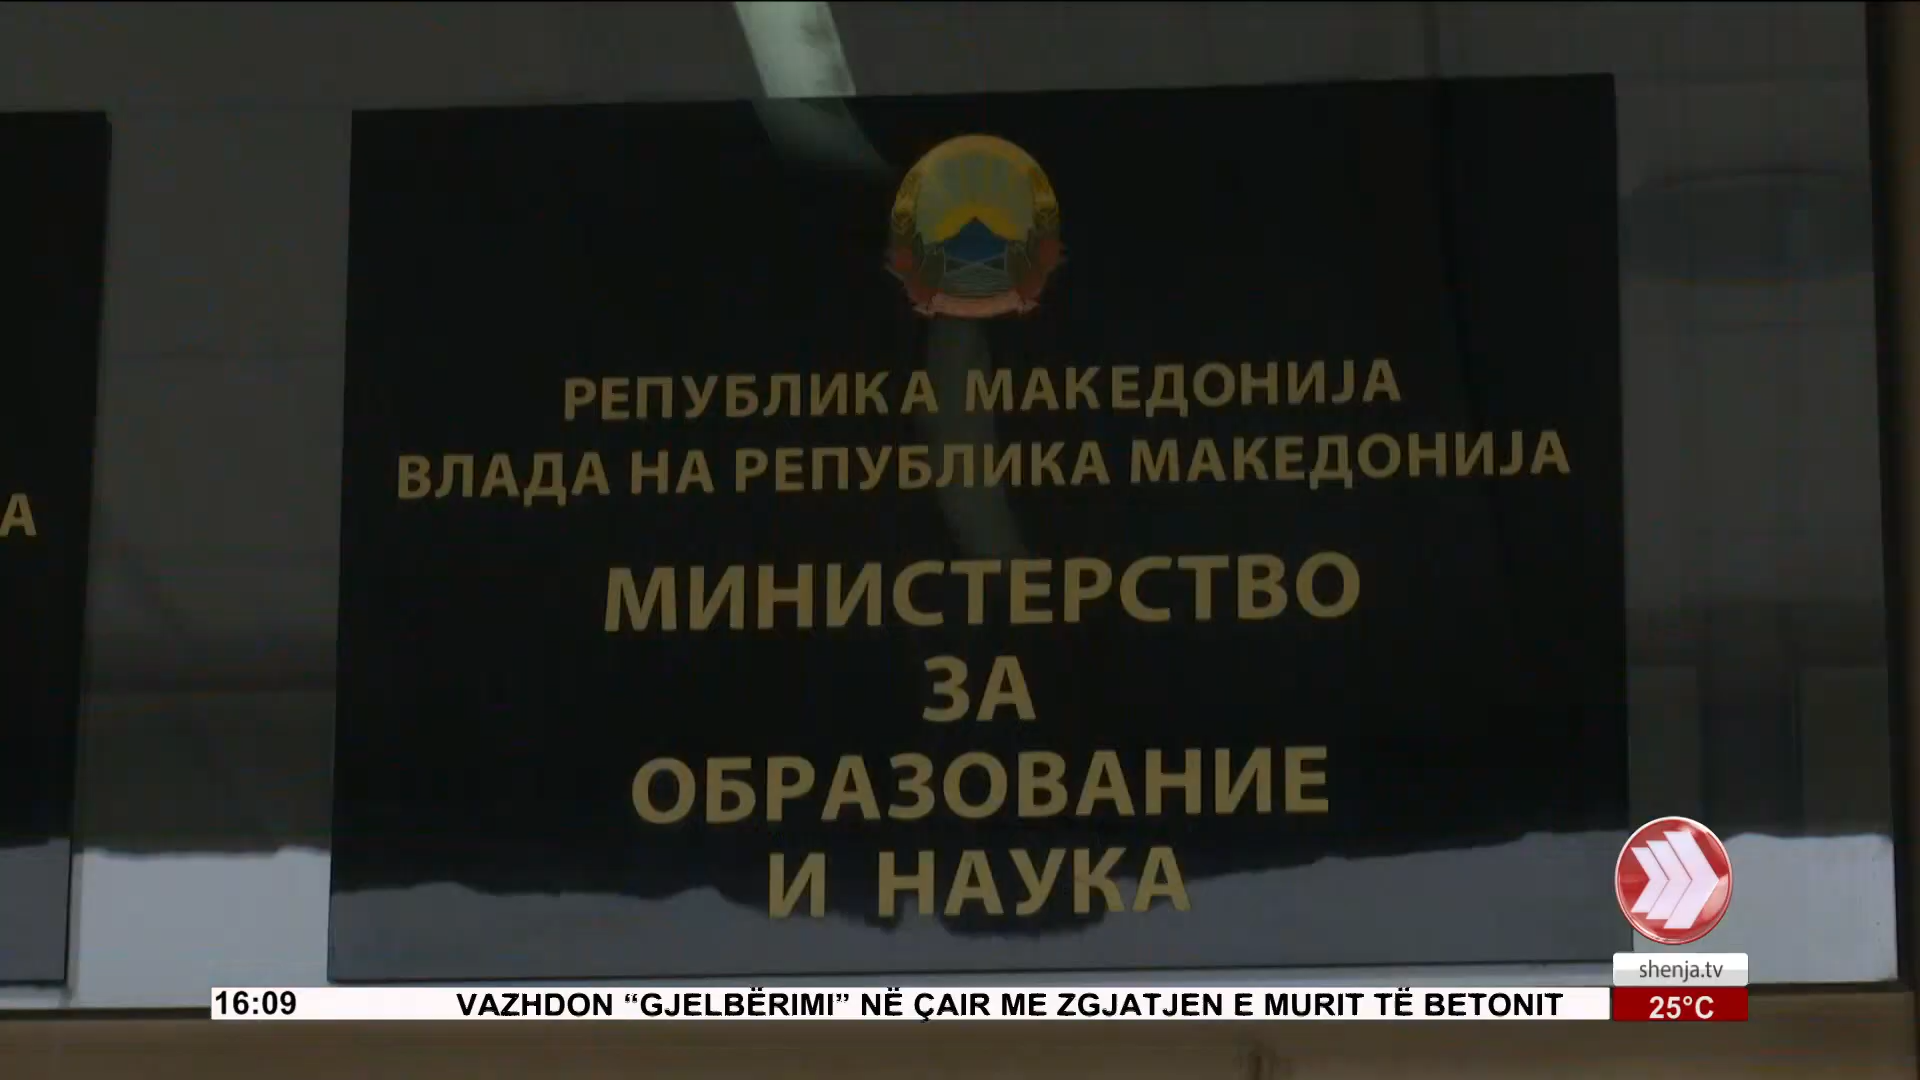 РЕПУБЛИКА МАКЕДОНИЈА
ВЛАДА НА РЕПУБЛИКА МАКЕДОНИЈА
МИНИСТЕРСТВО
ЗА
ОБРАЗОВАНИЕ
И НАУКА
А
shenja.tv
16:09 VAZHDON “GJELBËRIMI” NË ÇAIR ME ZGJATJEN E MURIT TË BETONIT 25°C